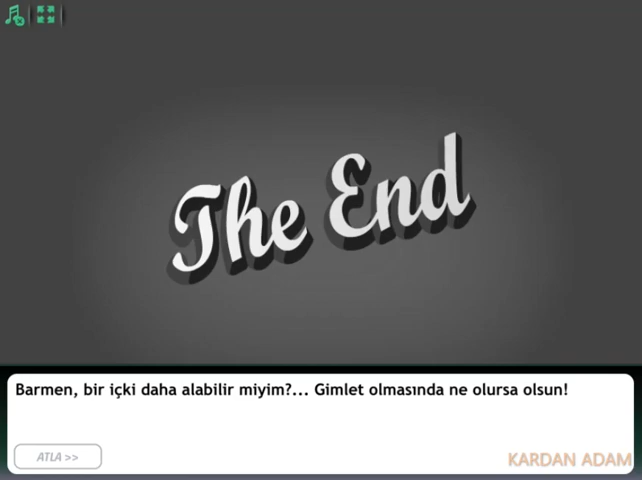 The End
Barmen, bir içki daha alabilir miyim?... Gimlet olmasında ne olursa olsun!
ATLA >>
KARDAN ADAM